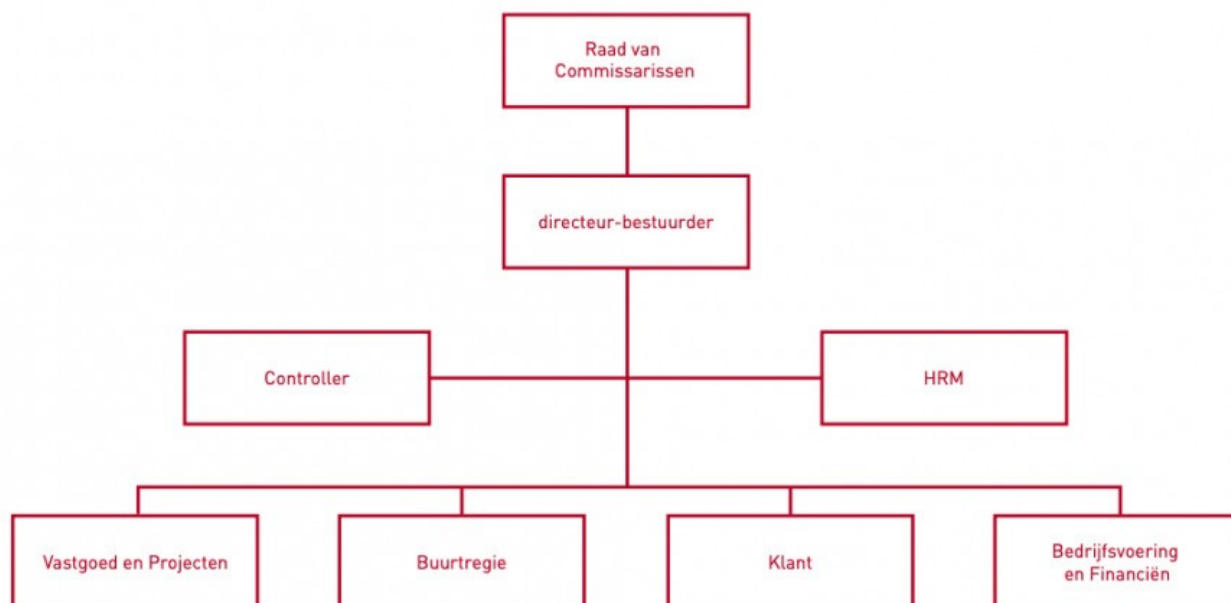 Raad van
Commissarissen
directeur-bestuurder
Controller
HRM
Vastgoed en Projecten
Buurtregie
Klant
Bedrijfsvoering
en Financiën